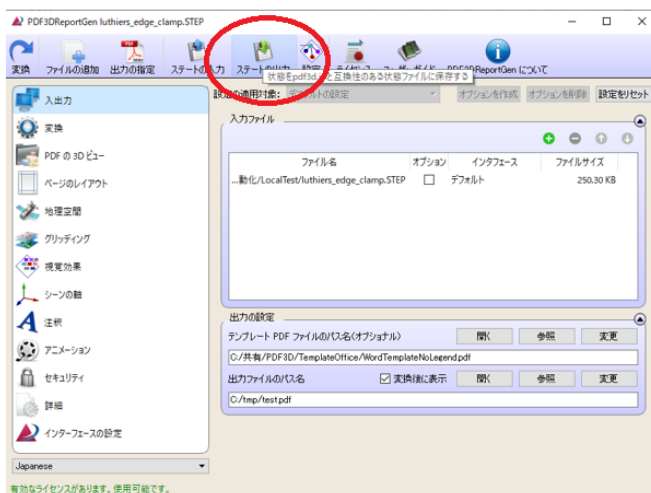 PDF3DReportGen luthiers_edge_clamp.STEP
変換 ファイルの追加 出力の指定 ステートの入力 ステートの出力
PDF3DReportGen について
状態をpdf3d と互換性のある状態ファイルに保存する
設定の適用対象: デフォルトの設定 オプションを作成 オプションを削除 設定をリセット
入出力
変換
PDF の 3D ビュー
ページのレイアウト
地理空間
グリッディング
視覚効果
シーンの軸
注釈
アニメーション
セキュリティ
詳細
インターフェースの設定
Japanese
有効なライセンスがあります。使用可能です。
入力ファイル
ファイル名 オプション インタフェース ファイルサイズ
...動化/LocalTest/luthiers_edge_clamp.STEP デフォルト 250.30 KB
出力の設定
テンプレート PDF ファイルのパス名(オプショナル) 開く 参照 変更
C:/共有/PDF3D/TemplateOffice/WordTemplateNoLegend.pdf
出力ファイルのパス名 変換後に表示 開く 参照 変更
C:/tmp/test.pdf